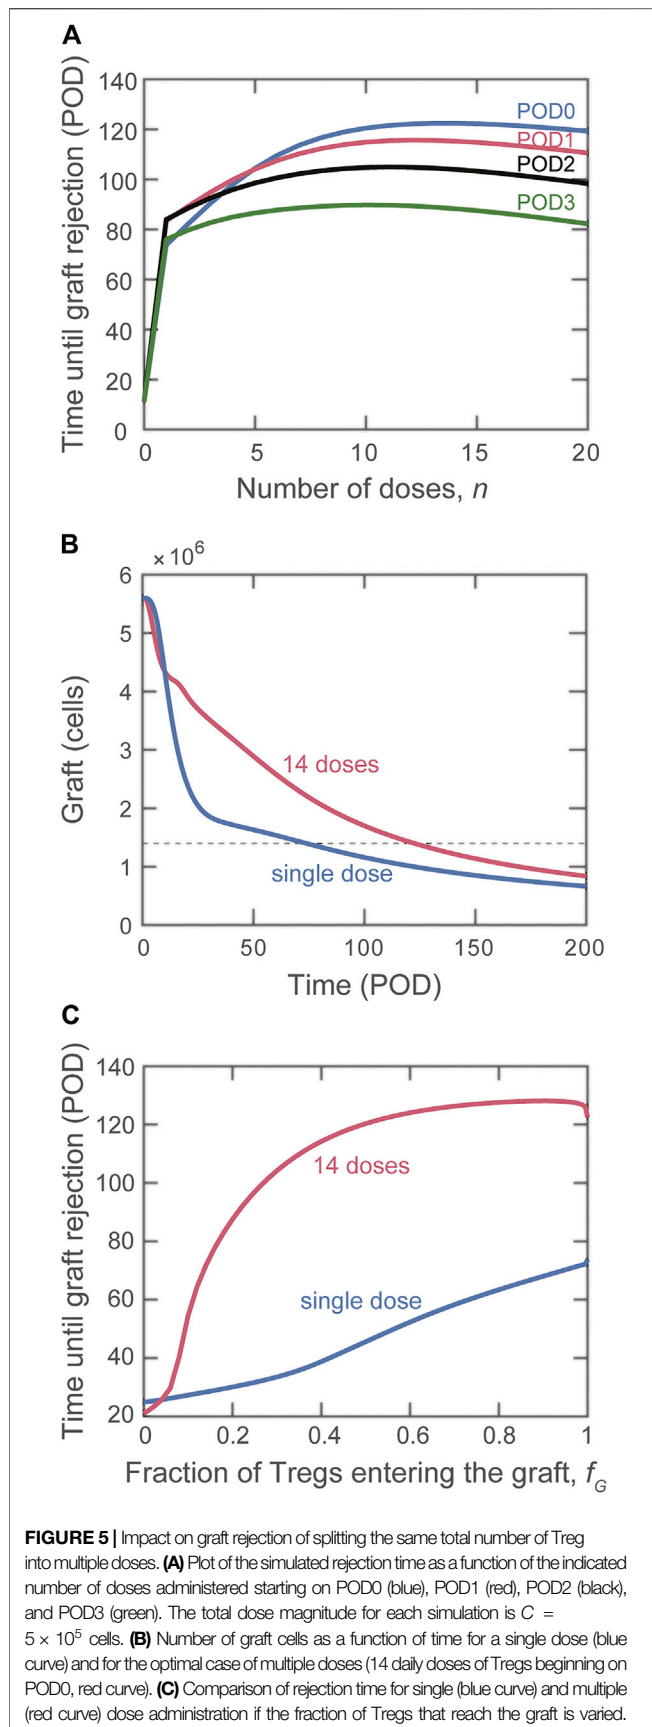 A
140
120
100
80
60
40
20
0
Time until graft rejection (POD)
POD0
POD1
POD2
POD3
0 5 10 15 20
Number of doses, n
B
× 10⁶
6
5
4
3
2
1
0
Graft (cells)
14 doses
single dose
0 50 100 150 200
Time (POD)
C
140
120
100
80
60
40
20
Time until graft rejection (POD)
14 doses
single dose
0 0.2 0.4 0.6 0.8 1
Fraction of Tregs entering the graft, f_G
FIGURE 5 | Impact on graft rejection of splitting the same total number of Treg
into multiple doses. (A) Plot of the simulated rejection time as a function of the indicated
number of doses administered starting on POD0 (blue), POD1 (red), POD2 (black),
and POD3 (green). The total dose magnitude for each simulation is C =
5 × 10⁵ cells. (B) Number of graft cells as a function of time for a single dose (blue
curve) and for the optimal case of multiple doses (14 daily doses of Tregs beginning on
POD0, red curve). (C) Comparison of rejection time for single (blue curve) and multiple
(red curve) dose administration if the fraction of Tregs that reach the graft is varied.